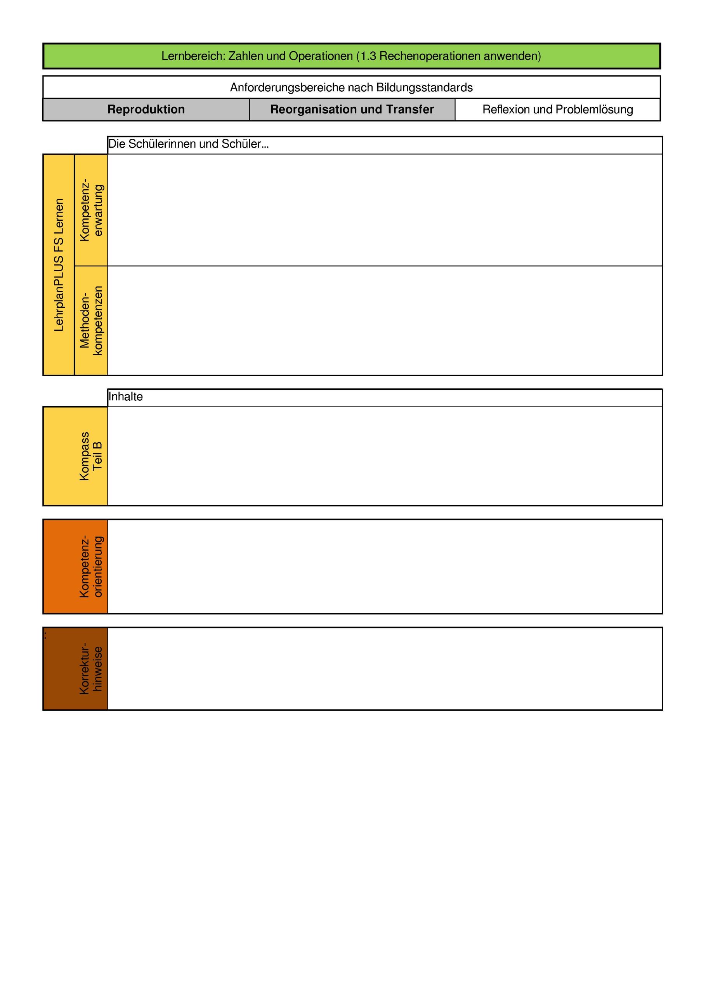 Lernbereich: Zahlen und Operationen (1.3 Rechenoperationen anwenden)
Anforderungsbereiche nach Bildungsstandards
Reproduktion
Reorganisation und Transfer
Reflexion und Problemlösung
Die Schülerinnen und Schüler...
LehrplanPLUS FS Lernen
Kompetenz-
erwartung
Methoden-
kompetenzen
Inhalte
Kompass
Teil B
Kompetenz-
orientierung
::
Korrektur-
hinweise